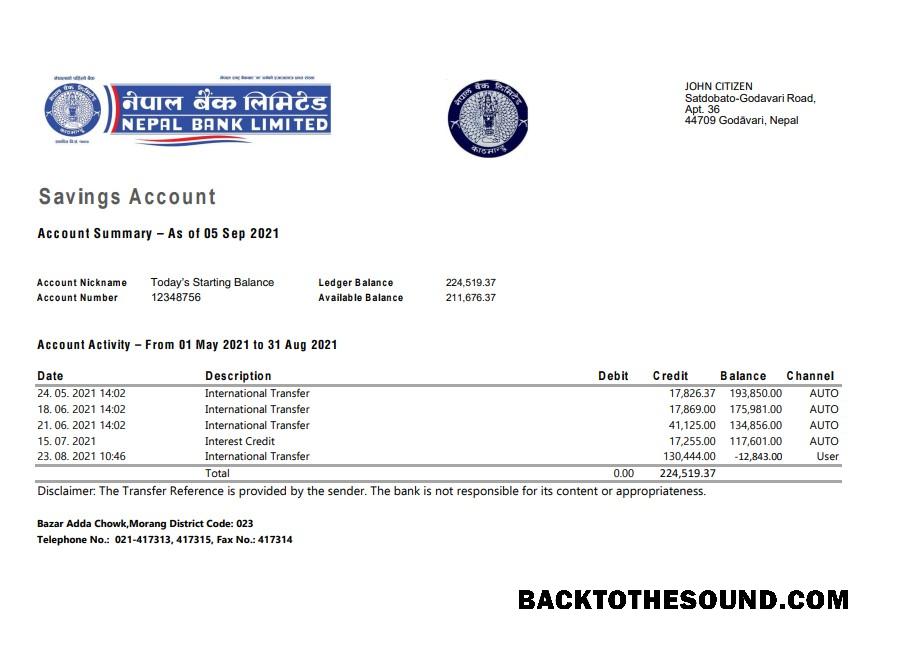 नेपाल बैंक लिमिटेड
NEPAL BANK LIMITED
नेपाल बैंक लिमिटेड
काठमाण्डू
JOHN CITIZEN
Satdobato-Godavari Road,
Apt. 36
44709 Godāvari, Nepal
Savings Account
Account Summary – As of 05 Sep 2021
Account Nickname Today's Starting Balance Ledger Balance 224,519.37
Account Number 12348756 Available Balance 211,676.37
Account Activity – From 01 May 2021 to 31 Aug 2021
Date Description Debit Credit Balance Channel
24. 05. 2021 14:02 International Transfer 17,826.37 193,850.00 AUTO
18. 06. 2021 14:02 International Transfer 17,869.00 175,981.00 AUTO
21. 06. 2021 14:02 International Transfer 41,125.00 134,856.00 AUTO
15. 07. 2021 Interest Credit 17,255.00 117,601.00 AUTO
23. 08. 2021 10:46 International Transfer 130,444.00 -12,843.00 User
Total 0.00 224,519.37
Disclaimer: The Transfer Reference is provided by the sender. The bank is not responsible for its content or appropriateness.
Bazar Adda Chowk,Morang District Code: 023
Telephone No.: 021-417313, 417315, Fax No.: 417314
BACKTOTHESOUND.COM